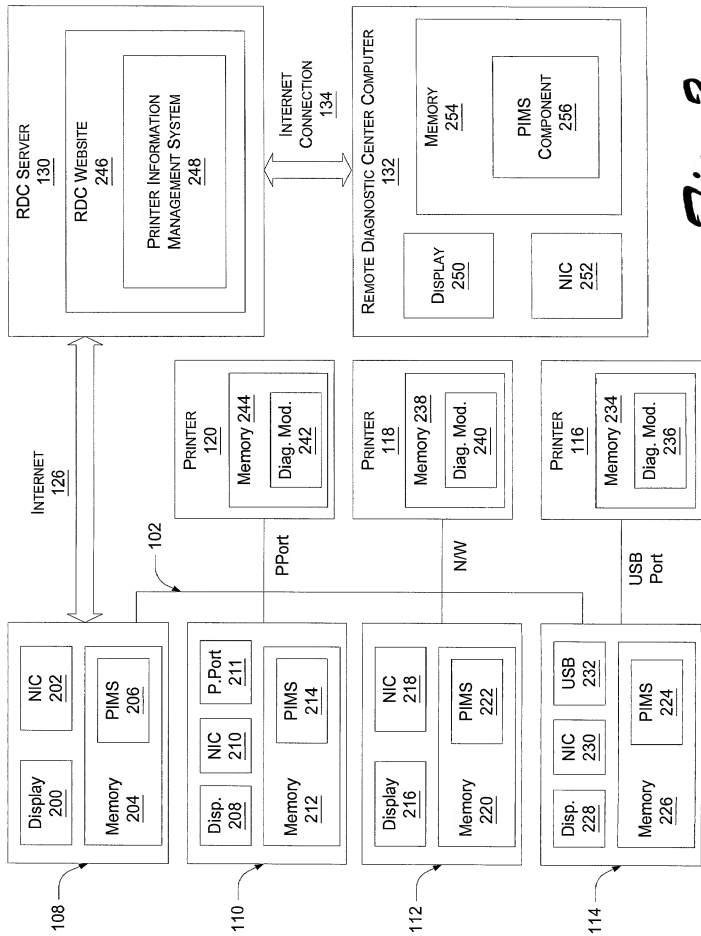 108
Display
200
NIC
202
Memory
204
PIMS
206
INTERNET
126
RDC SERVER
130
RDC WEBSITE
246
PRINTER INFORMATION
MANAGEMENT SYSTEM
248
102
110
Disp.
208
NIC
210
P.Port
211
Memory
212
PIMS
214
PPort
PRINTER
120
Memory 244
Diag. Mod.
242
INTERNET
CONNECTION
134
112
Display
216
NIC
218
Memory
220
PIMS
222
N/W
PRINTER
118
Memory 238
Diag. Mod.
240
REMOTE DIAGNOSTIC CENTER COMPUTER
132
DISPLAY
250
NIC
252
MEMORY
254
PIMS
COMPONENT
256
114
Disp.
228
NIC
230
USB
232
Memory
226
PIMS
224
USB
Port
PRINTER
116
Memory 234
Diag. Mod.
236